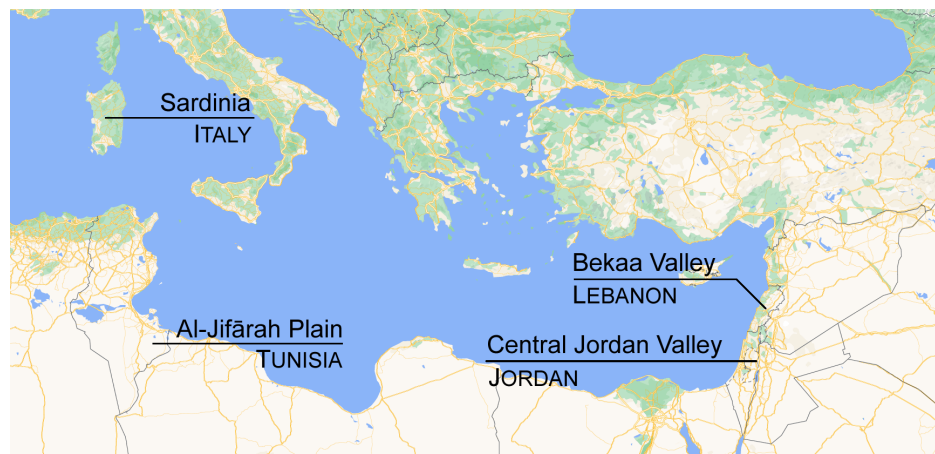 Sardinia
ITALY
Bekaa Valley
LEBANON
Al-Jifārah Plain
TUNISIA
Central Jordan Valley
JORDAN